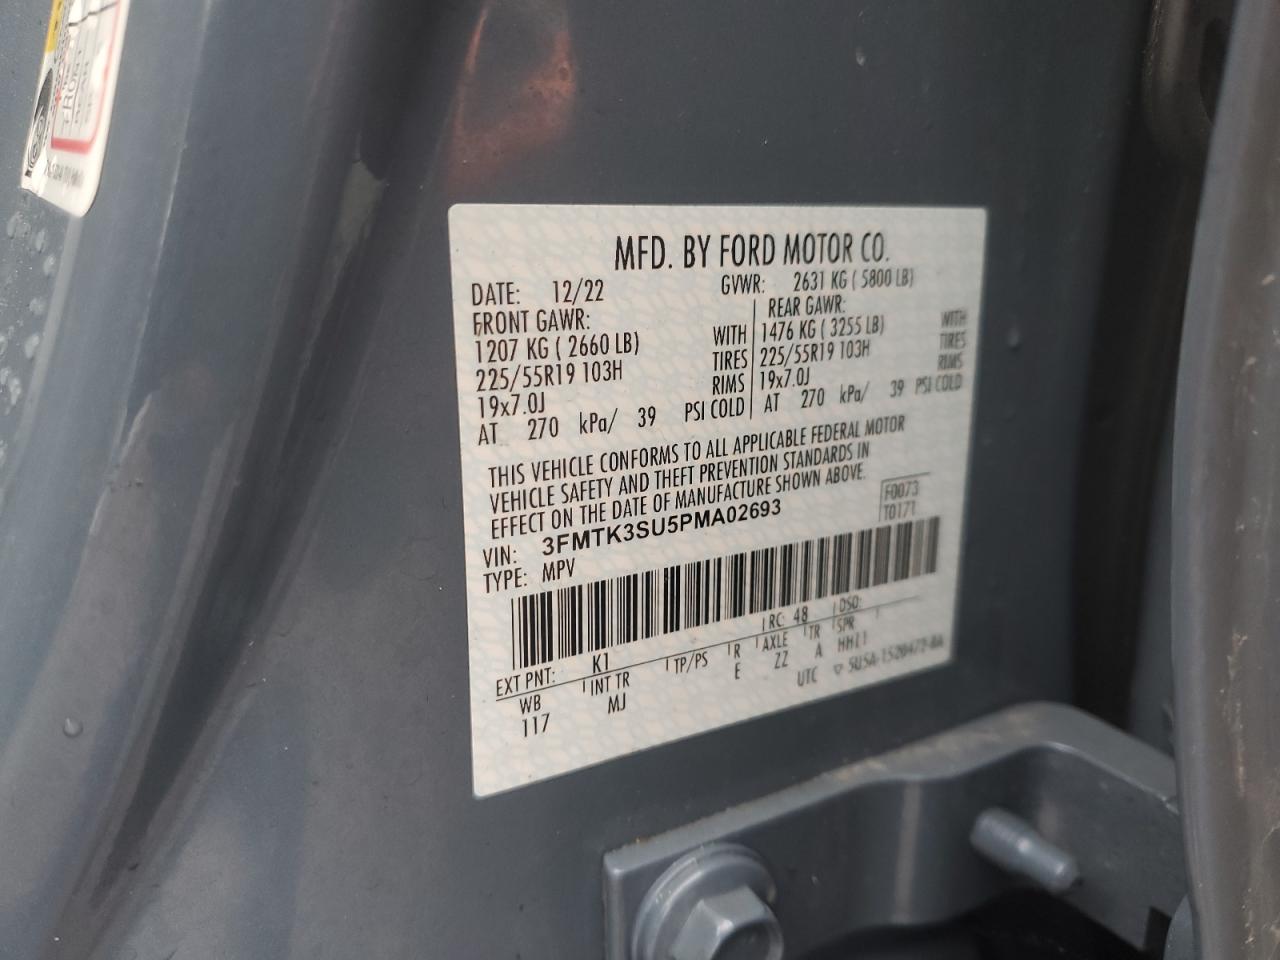 MFD. BY FORD MOTOR CO.
DATE: 12/22 GVWR: 2631 KG ( 5800 LB)
FRONT GAWR: REAR GAWR:
1207 KG ( 2660 LB) WITH 1476 KG ( 3255 LB) WITH
225/55R19 103H TIRES 225/55R19 103H TIRES
19x7.0J RIMS 19x7.0J RIMS
AT 270 kPa/ 39 PSI COLD AT 270 kPa/ 39 PSI COLD
THIS VEHICLE CONFORMS TO ALL APPLICABLE FEDERAL MOTOR
VEHICLE SAFETY AND THEFT PREVENTION STANDARDS IN
EFFECT ON THE DATE OF MANUFACTURE SHOWN ABOVE.
F0073
T0171
VIN: 3FMTK3SU5PMA02693
TYPE: MPV
EXT PNT: K1 RC: 48 DSO:
WB INT TR TP/PS R AXLE TR SPR
117 MJ E ZZ A HH11
UTC